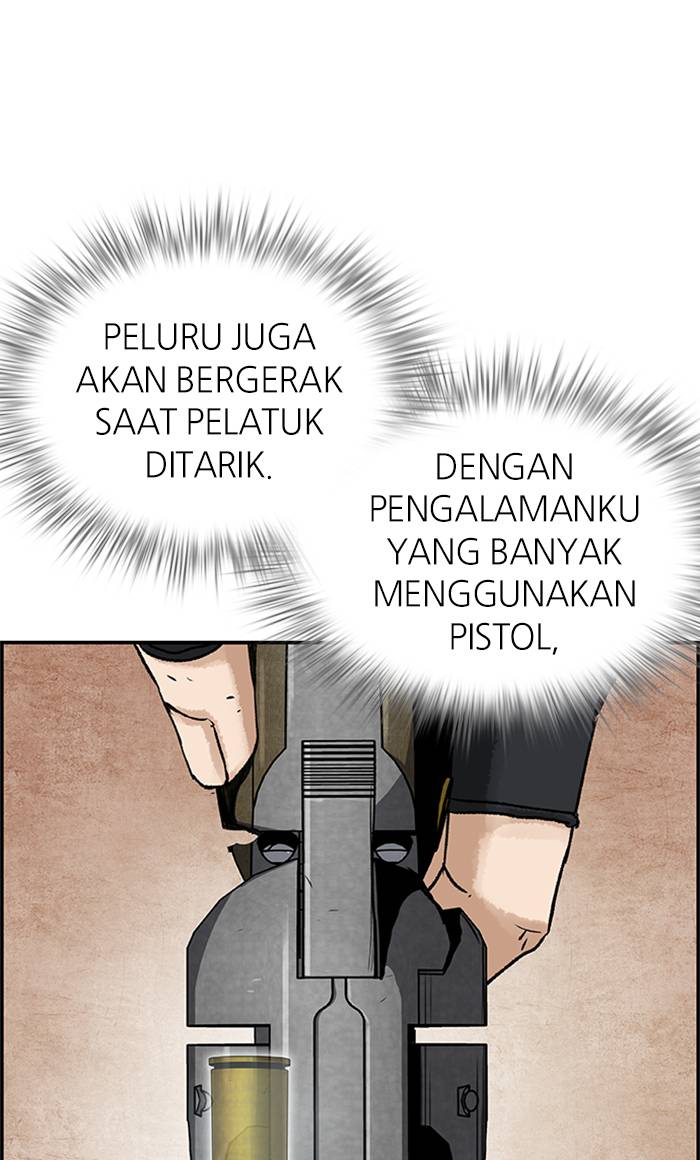 PELURU JUGA
AKAN BERGERAK
SAAT PELATUK
DITARIK.
DENGAN
PENGALAMANKU
YANG BANYAK
MENGGUNAKAN
PISTOL,